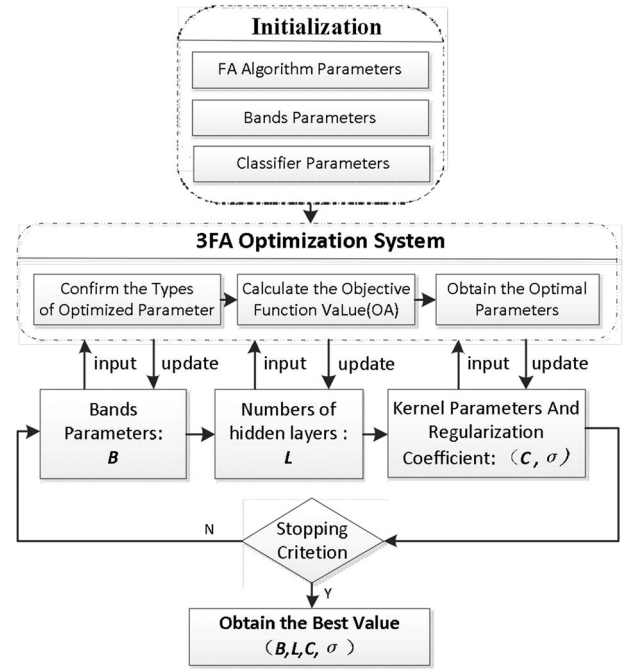 Initialization
FA Algorithm Parameters
Bands Parameters
Classifier Parameters
3FA Optimization System
Confirm the Types
of Optimized Parameter
Calculate the Objective
Function VaLue(OA)
Obtain the Optimal
Parameters
input
update
input
update
input
update
Bands
Parameters:
B
Numbers of
hidden layers :
L
Kernel Parameters And
Regularization
Coefficient: （C, σ）
N
Stopping
Critetion
Y
Obtain the Best Value
（B,L,C, σ ）